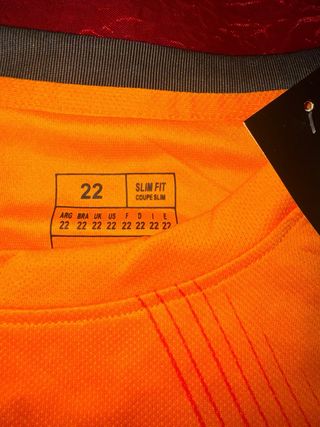 22 SLIM FIT
COUPE SLIM
ARG BRA UK US F D I E
22 22 22 22 22 22 22 22